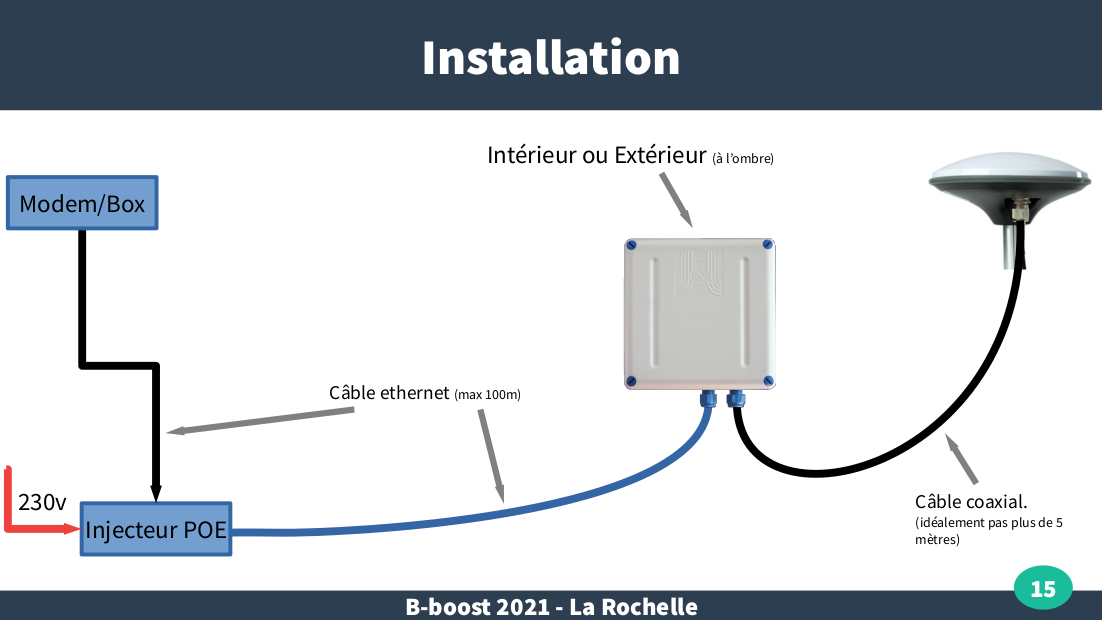 Installation
Intérieur ou Extérieur (à l'ombre)
Modem/Box
Câble ethernet (max 100m)
230v
Injecteur POE
Câble coaxial.
(idéalement pas plus de 5
mètres)
15
B-boost 2021 - La Rochelle